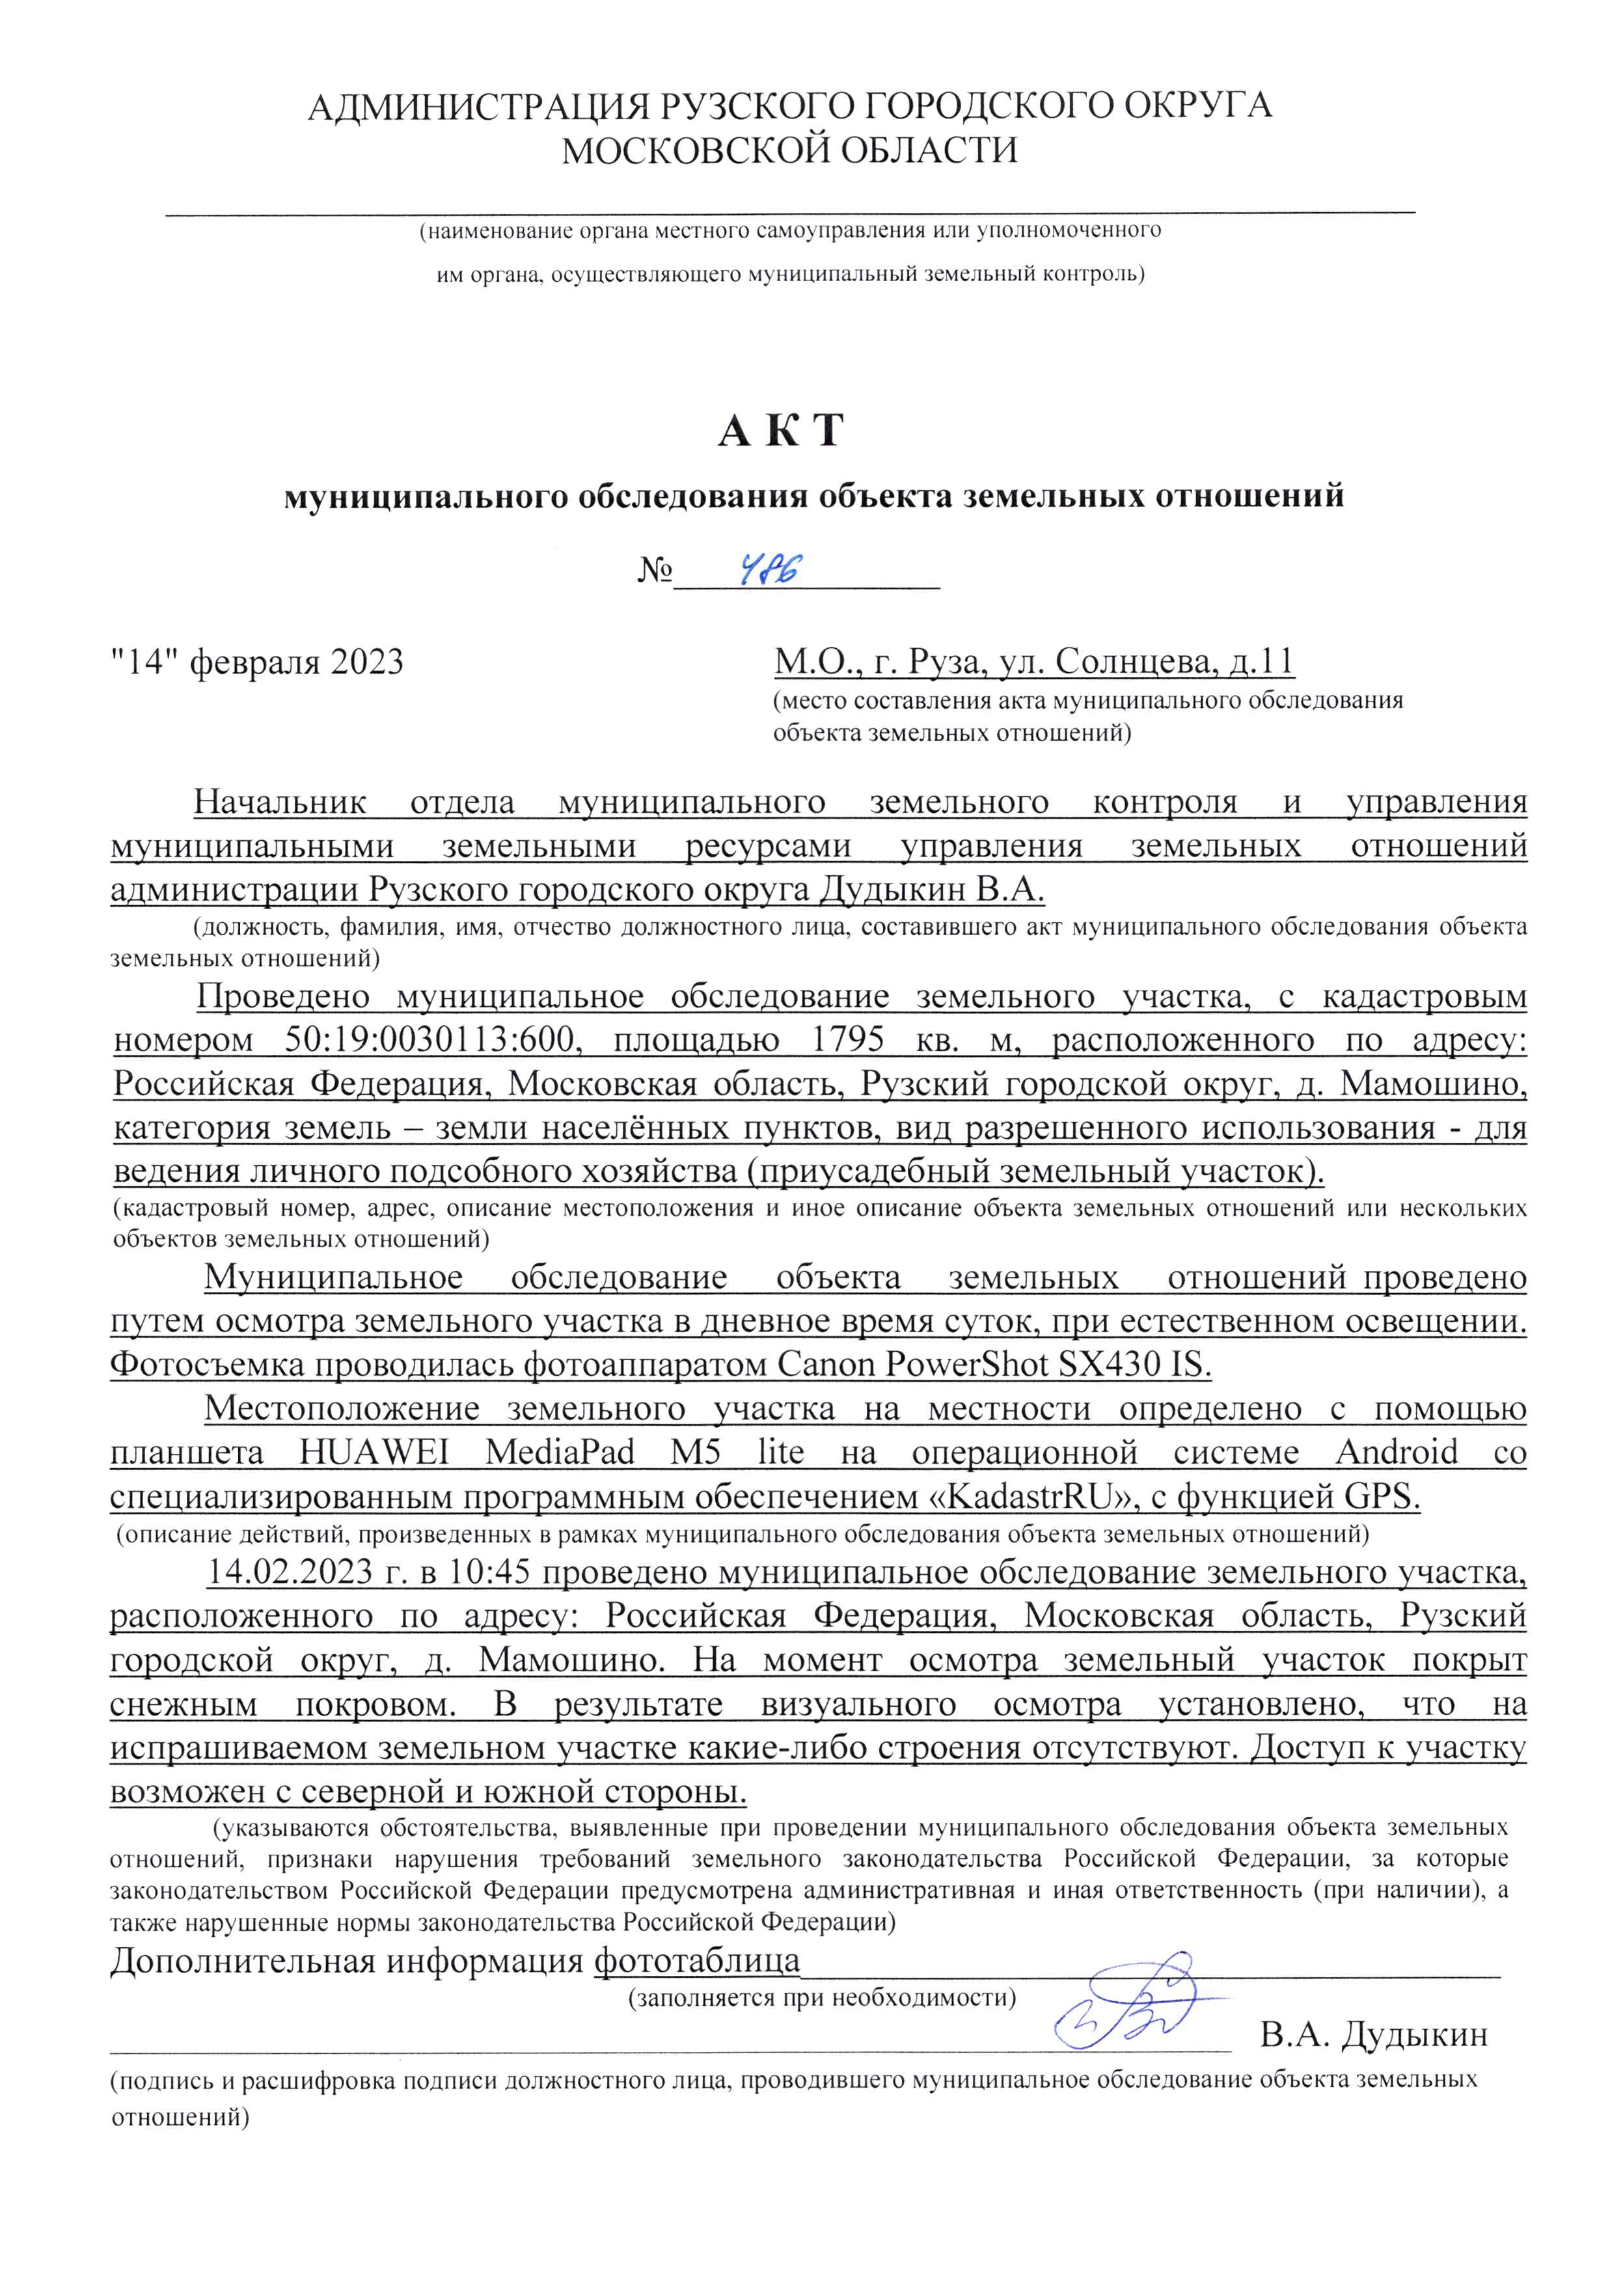 АДМИНИСТРАЦИЯ РУЗСКОГО ГОРОДСКОГО ОКРУГА
МОСКОВСКОЙ ОБЛАСТИ
(наименование органа местного самоуправления или уполномоченного
им органа, осуществляющего муниципальный земельный контроль)
А К Т
муниципального обследования объекта земельных отношений
№ 486
"14" февраля 2023
М.О., г. Руза, ул. Солнцева, д.11
(место составления акта муниципального обследования
объекта земельных отношений)
Начальник отдела муниципального земельного контроля и управления
муниципальными земельными ресурсами управления земельных отношений
администрации Рузского городского округа Дудыкин В.А.
(должность, фамилия, имя, отчество должностного лица, составившего акт муниципального обследования объекта
земельных отношений)
Проведено муниципальное обследование земельного участка, с кадастровым
номером 50:19:0030113:600, площадью 1795 кв. м, расположенного по адресу:
Российская Федерация, Московская область, Рузский городской округ, д. Мамошино,
категория земель – земли населённых пунктов, вид разрешенного использования - для
ведения личного подсобного хозяйства (приусадебный земельный участок).
(кадастровый номер, адрес, описание местоположения и иное описание объекта земельных отношений или нескольких
объектов земельных отношений)
Муниципальное обследование объекта земельных отношений проведено
путем осмотра земельного участка в дневное время суток, при естественном освещении.
Фотосъемка проводилась фотоаппаратом Canon PowerShot SX430 IS.
Местоположение земельного участка на местности определено с помощью
планшета HUAWEI MediaPad M5 lite на операционной системе Android со
специализированным программным обеспечением «KadastrRU», с функцией GPS.
(описание действий, произведенных в рамках муниципального обследования объекта земельных отношений)
14.02.2023 г. в 10:45 проведено муниципальное обследование земельного участка,
расположенного по адресу: Российская Федерация, Московская область, Рузский
городской округ, д. Мамошино. На момент осмотра земельный участок покрыт
снежным покровом. В результате визуального осмотра установлено, что на
испрашиваемом земельном участке какие-либо строения отсутствуют. Доступ к участку
возможен с северной и южной стороны.
(указываются обстоятельства, выявленные при проведении муниципального обследования объекта земельных
отношений, признаки нарушения требований земельного законодательства Российской Федерации, за которые
законодательством Российской Федерации предусмотрена административная и иная ответственность (при наличии), а
также нарушенные нормы законодательства Российской Федерации)
Дополнительная информация фототаблица
(заполняется при необходимости)
В.А. Дудыкин
(подпись и расшифровка подписи должностного лица, проводившего муниципальное обследование объекта земельных
отношений)